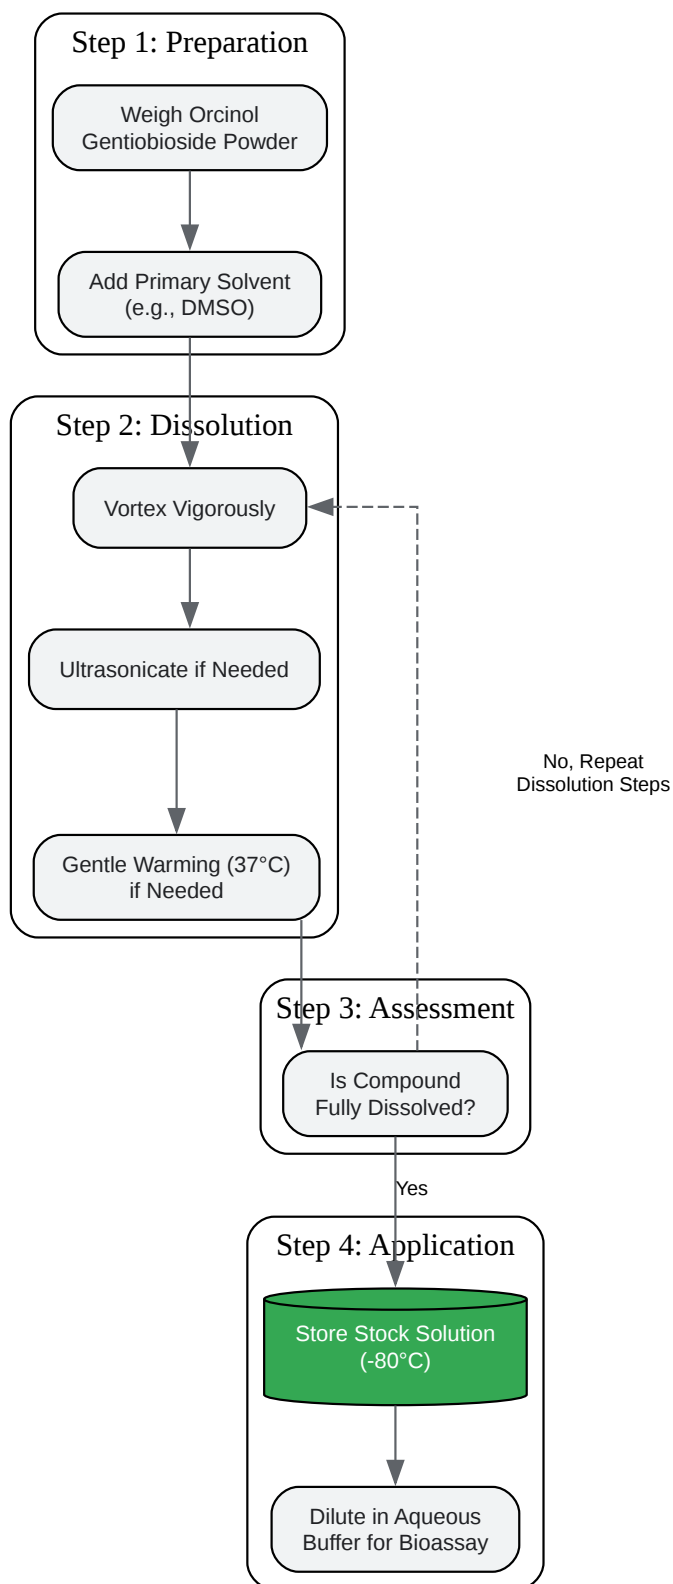 Step 1: Preparation
Weigh Orcinol
Gentiobioside Powder
Add Primary Solvent
(e.g., DMSO)
Step 2: Dissolution
Vortex Vigorously
Ultrasonicate if Needed
No, Repeat
Dissolution Steps
Gentle Warming (37°C)
if Needed
Step 3: Assessment
Is Compound
Fully Dissolved?
Yes
Step 4: Application
Store Stock Solution
(-80°C)
Dilute in Aqueous
Buffer for Bioassay